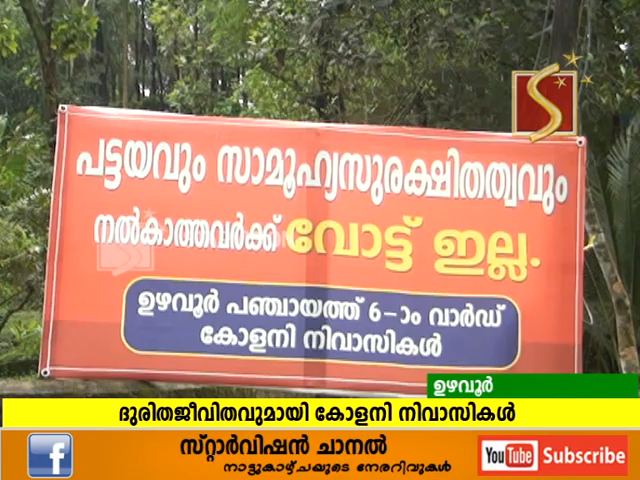 പട്ടയവും സാമൂഹ്യസുരക്ഷിതത്വവും
നൽകാത്തവർക്ക് വോട്ട് ഇല്ല.
ഉഴവൂർ പഞ്ചായത്ത് 6-ാം വാർഡ്
കോളനി നിവാസികൾ
ഉഴവൂർ
ദുരിതജീവിതവുമായി കോളനി നിവാസികൾ
സ്റ്റാർവിഷൻ ചാനൽ
നാട്ടുകാഴ്ചയുടെ നേരറിവുകൾ
f
YouTube Subscribe